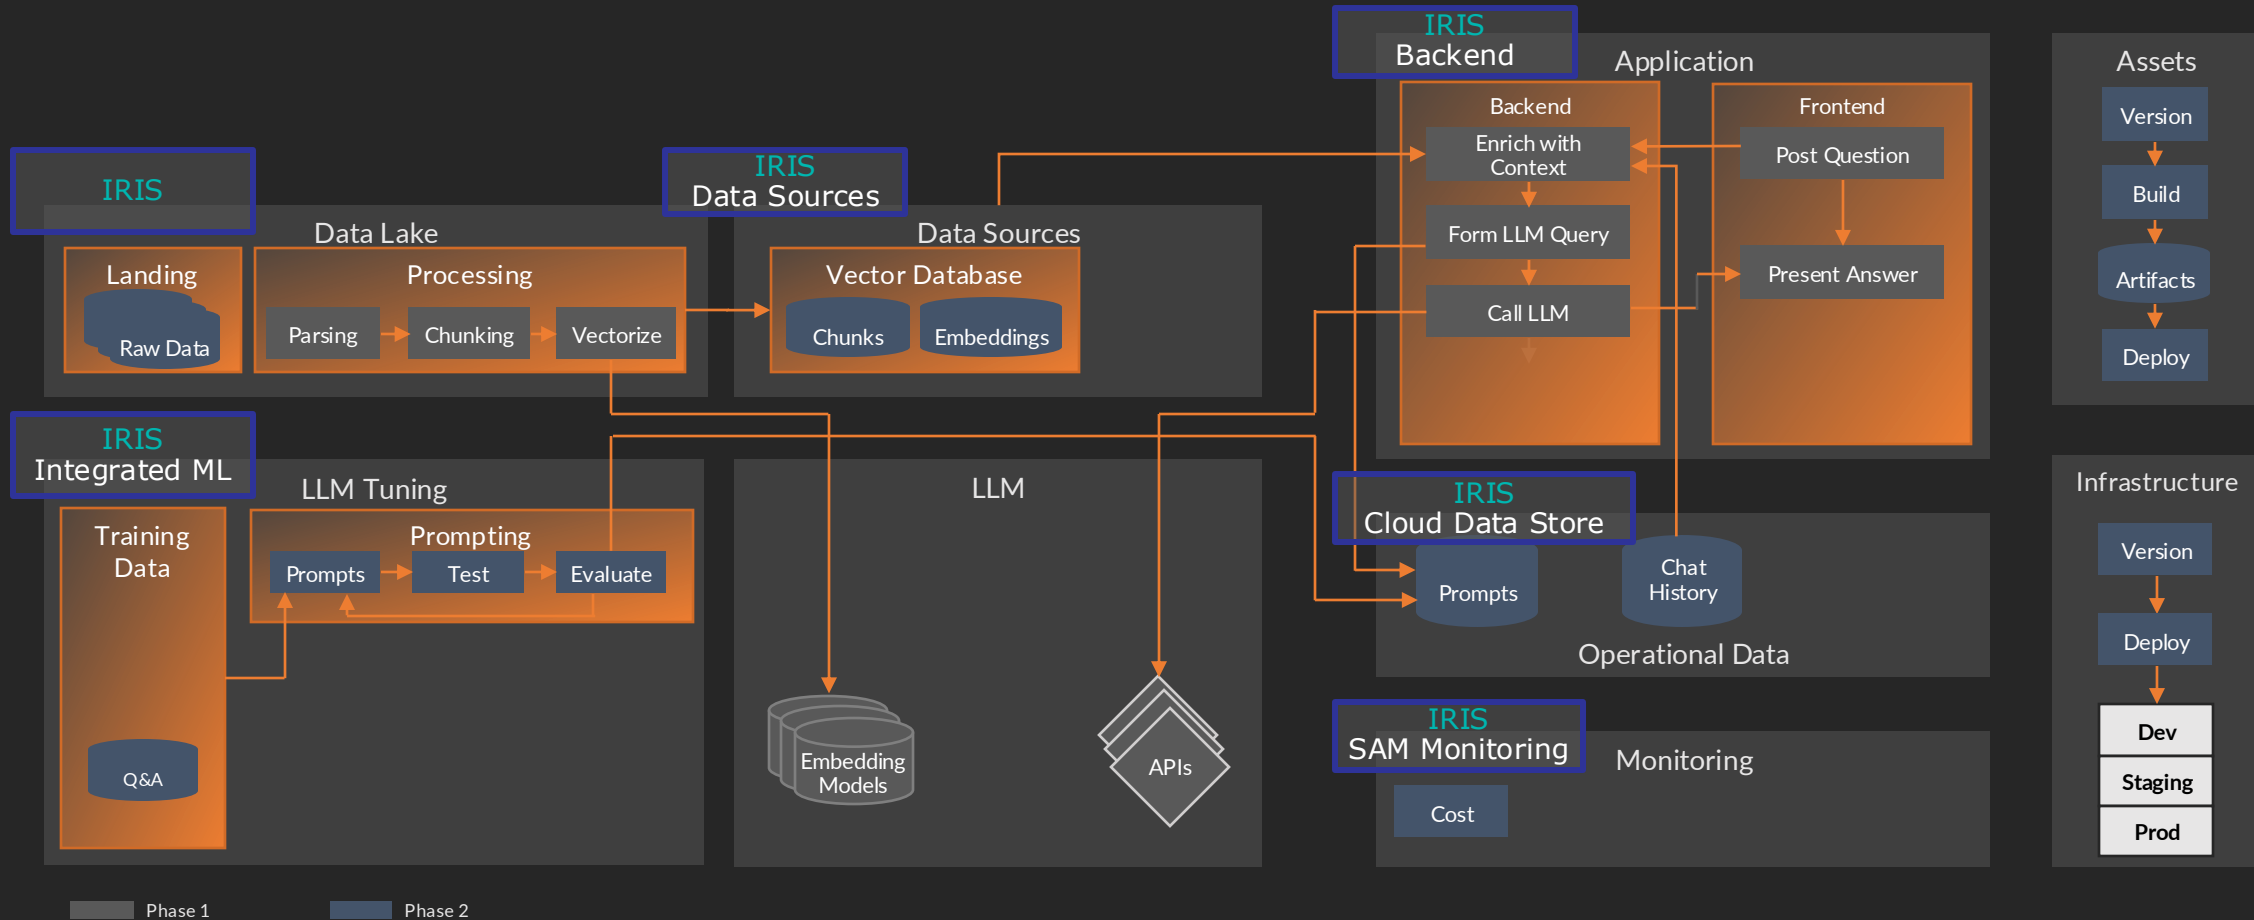 IRIS
Backend
Application
Backend
Enrich with
Context
Form LLM Query
Call LLM
Frontend
Post Question
Present Answer
Assets
Version
Build
Artifacts
Deploy
IRIS
Data Lake
Landing
Raw Data
Processing
Parsing
Chunking
Vectorize
IRIS
Data Sources
Data Sources
Vector Database
Chunks
Embeddings
IRIS
Integrated ML
LLM Tuning
Training
Data
Q&A
Prompting
Prompts
Test
Evaluate
LLM
Embedding
Models
APIs
IRIS
Cloud Data Store
Prompts
Chat
History
Operational Data
IRIS
SAM Monitoring
Monitoring
Cost
Infrastructure
Version
Deploy
Dev
Staging
Prod
Phase 1
Phase 2